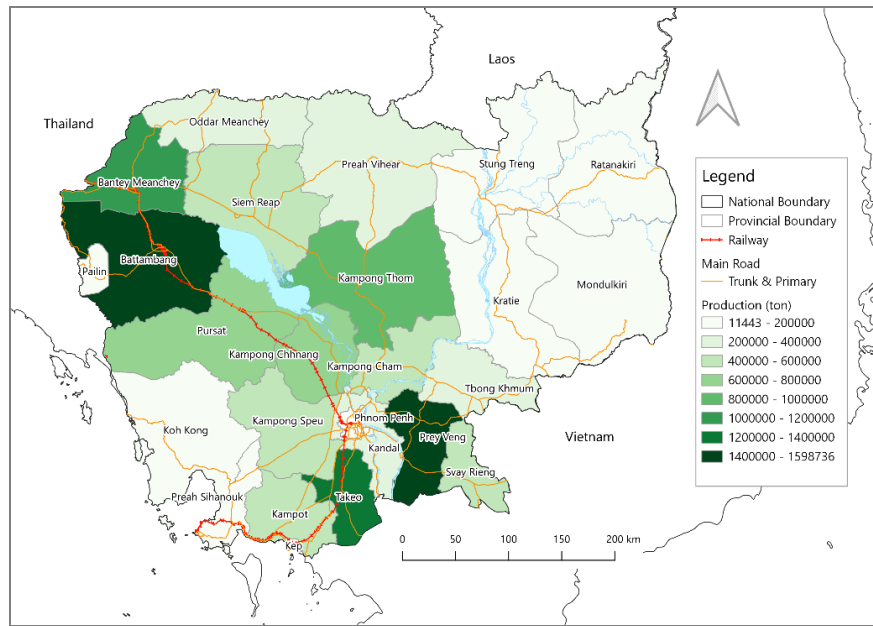 Laos
Thailand
Oddar Meanchey
Preah Vihear
Stung Treng
Ratanakiri
Bantey Meanchey
Siem Reap
Battambang
Pailin
Kampong Thom
Mondulkiri
Kratie
Pursat
Kampong Chhnang
Kampong Cham
Tbong Khmum
Koh Kong
Kampong Speu
Phnom Penh
Prey Veng
Kandal
Vietnam
Svay Rieng
Preah Sihanouk
Takeo
Kampot
Kep
0 50 100 200 km
Legend
National Boundary
Provincial Boundary
Railway
Main Road
Trunk & Primary
Production (ton)
11443 - 200000
200000 - 400000
400000 - 600000
600000 - 800000
800000 - 1000000
1000000 - 1200000
1200000 - 1400000
1400000 - 1598736